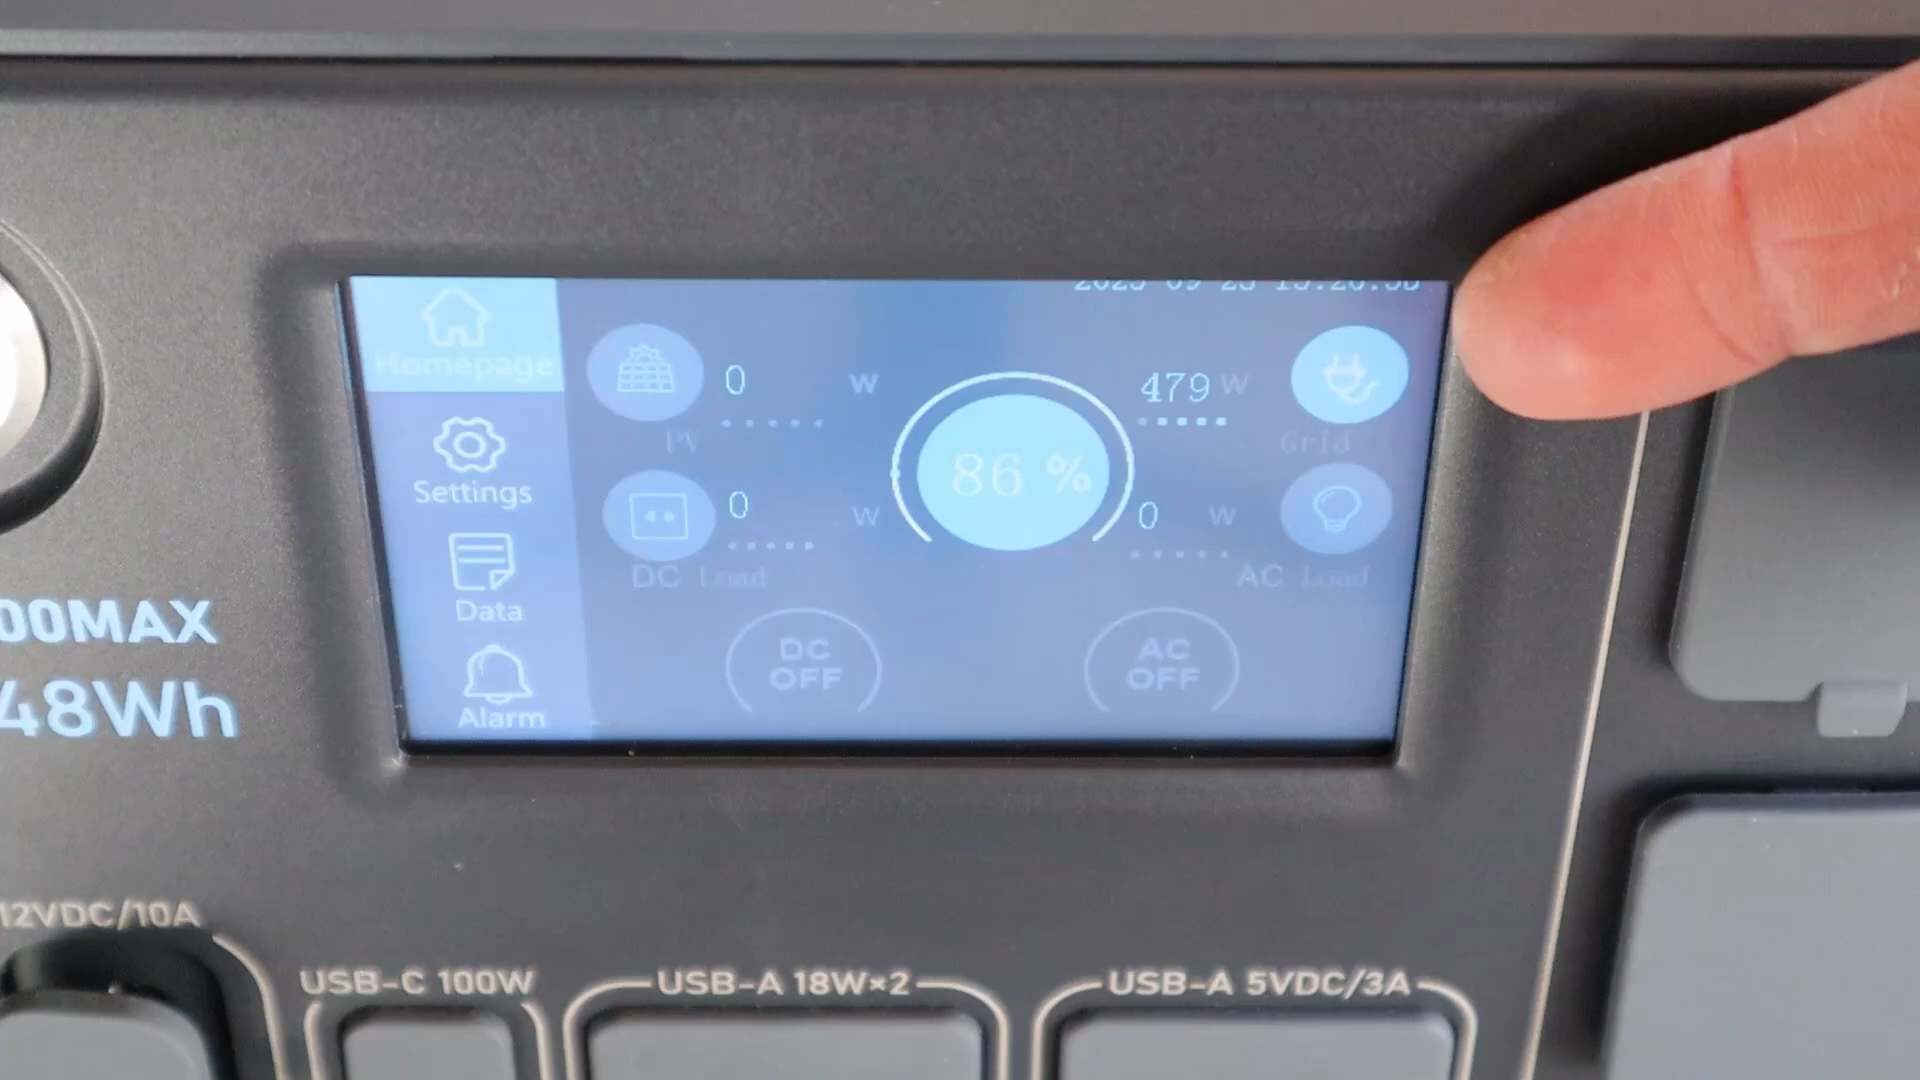 Homepage
Settings
Data
Alarm
0 W
PV
479 W
Grid
86 %
0 W
DC Load
0 W
AC Load
DC OFF
AC OFF
00MAX
48Wh
12VDC/10A
USB-C 100W
USB-A 18W×2
USB-A 5VDC/3A